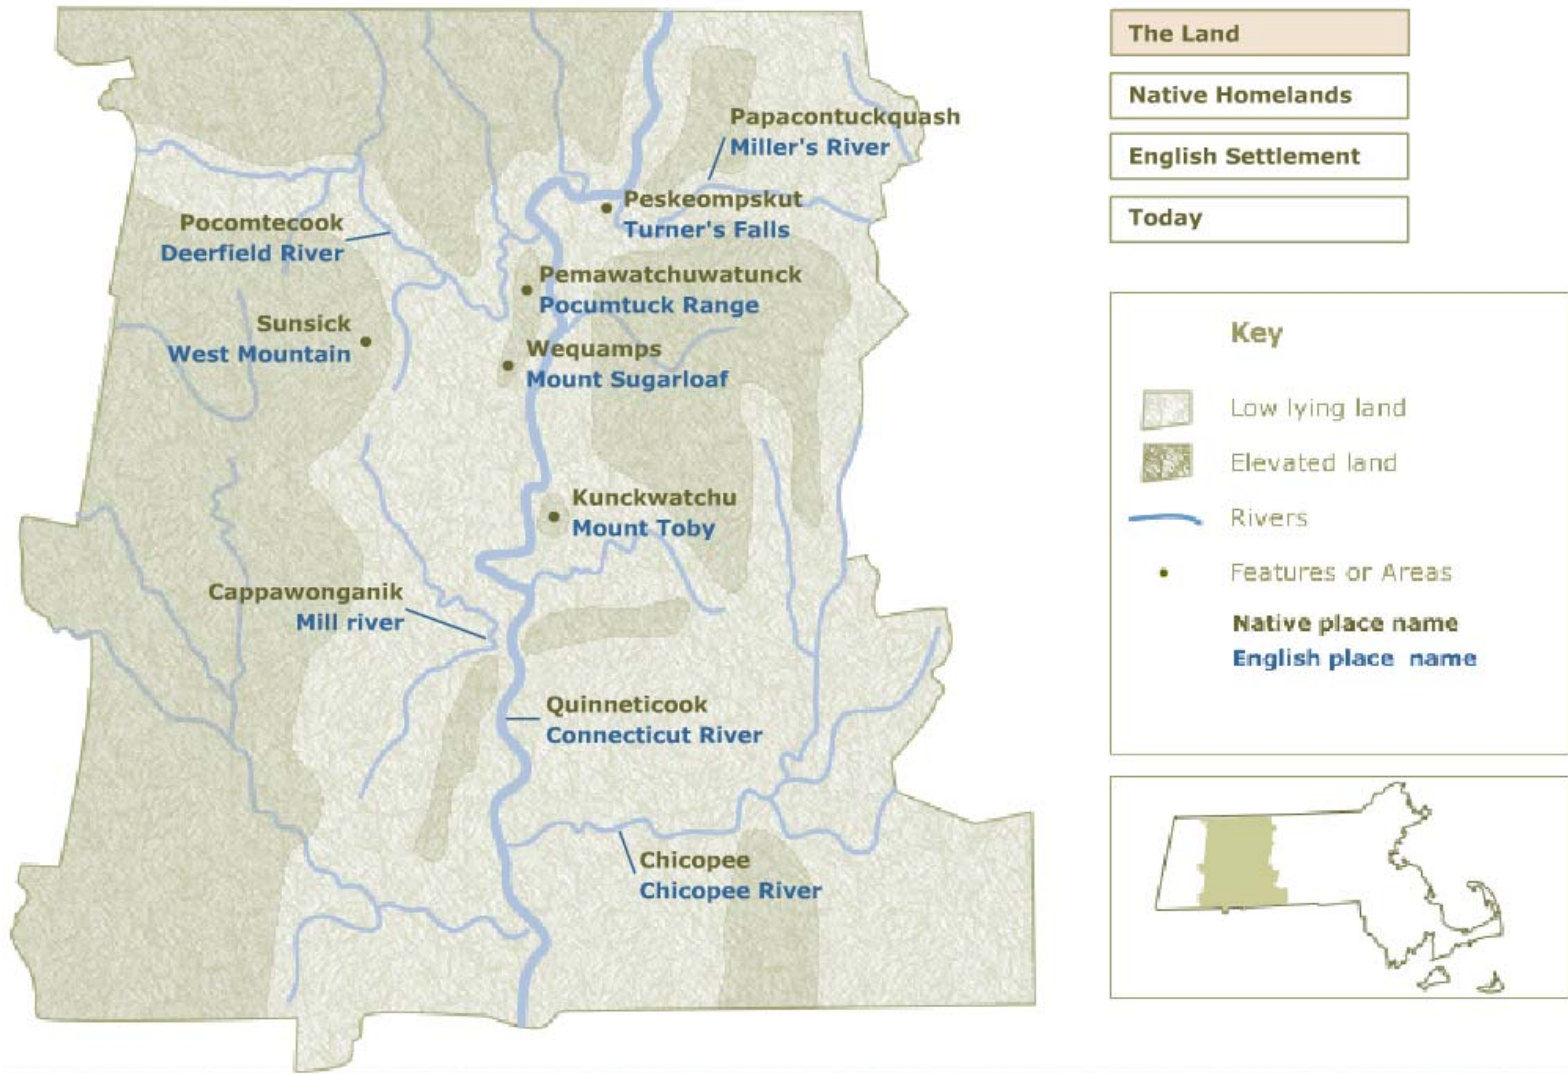 Papacontuckquash
Miller's River
Peskeompskut
Turner's Falls
Pocomtecook
Deerfield River
Pemawatchuwatunck
Pocumtuck Range
Sunsick
West Mountain
Wequamps
Mount Sugarloaf
Kunckwatchu
Mount Toby
Cappawonganik
Mill river
Quinneticook
Connecticut River
Chicopee
Chicopee River
The Land
Native Homelands
English Settlement
Today
Key
Low lying land
Elevated land
Rivers
Features or Areas
Native place name
English place name